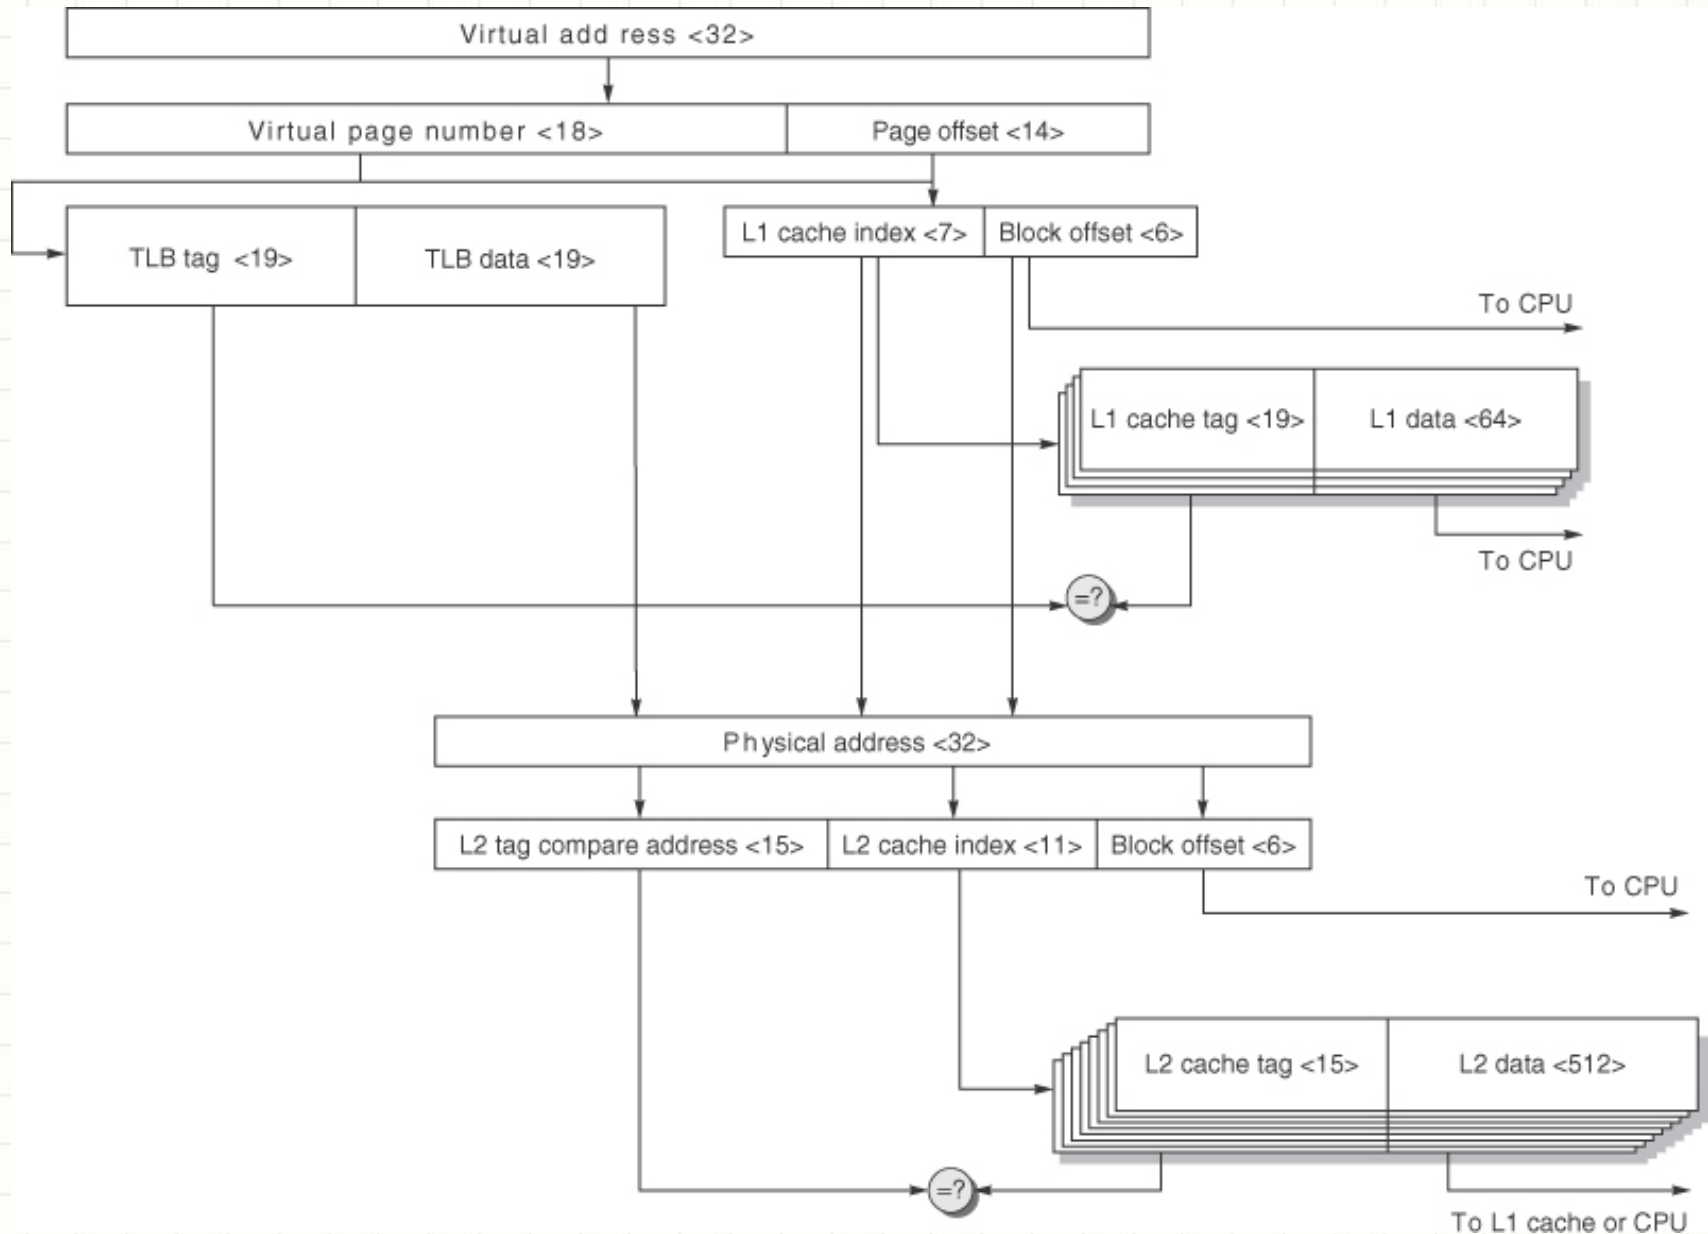 Virtual add ress <32>
Virtual page number <18>
Page offset <14>
L1 cache index <7>
Block offset <6>
TLB tag <19>
TLB data <19>
To CPU
L1 cache tag <19>
L1 data <64>
To CPU
=?
Physical address <32>
L2 tag compare address <15>
L2 cache index <11>
Block offset <6>
To CPU
L2 cache tag <15>
L2 data <512>
=?
To L1 cache or CPU